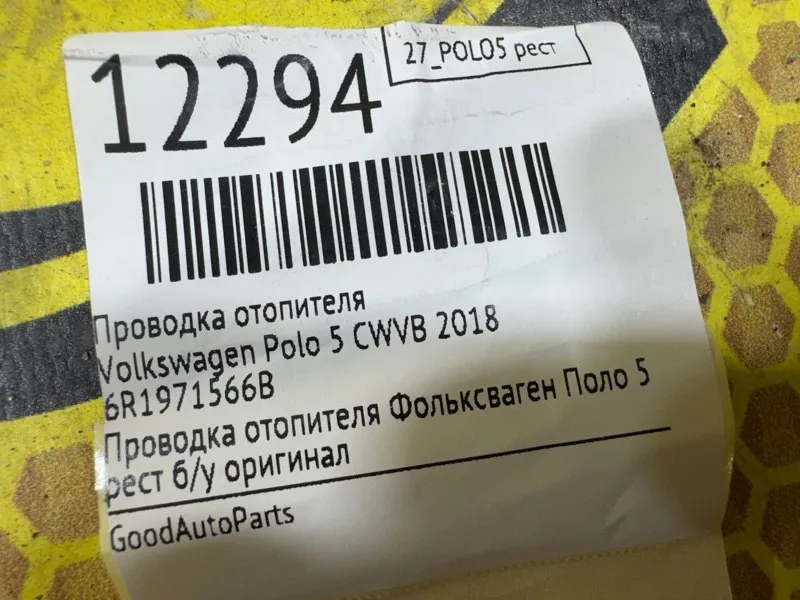 27_POLO5 рест
12294
Проводка отопителя
Volkswagen Polo 5 CWVB 2018
6R1971566B
Проводка отопителя Фольксваген Поло 5
рест б/у оригинал
GoodAutoParts